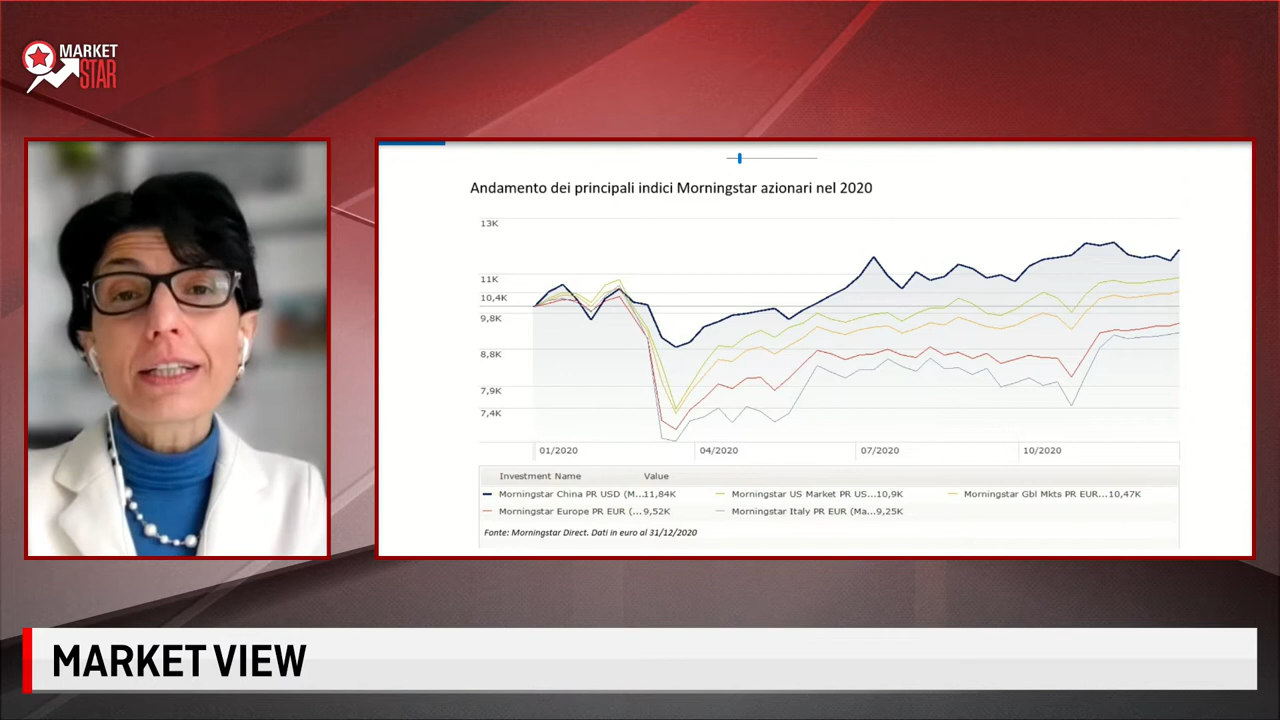 MARKET
STAR
Andamento dei principali indici Morningstar azionari nel 2020
13K
11K
10,4K
9,8K
8,8K
7,9K
7,4K
01/2020 04/2020 07/2020 10/2020
Investment Name Value
Morningstar China PR USD (M...11,84K Morningstar US Market PR US...10,9K Morningstar Gbl Mkts PR EUR...10,47K
Morningstar Europe PR EUR (...9,52K Morningstar Italy PR EUR (Ma...9,25K
Fonte: Morningstar Direct. Dati in euro al 31/12/2020
MARKET VIEW